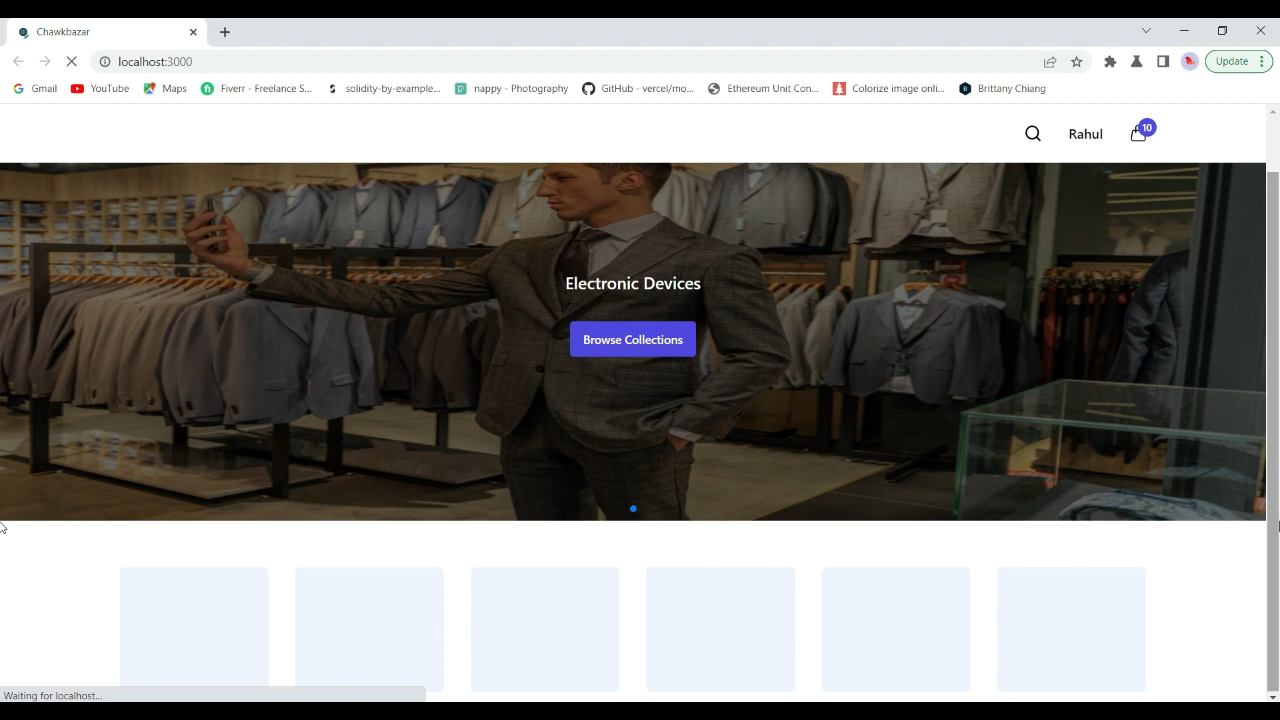 Chawkbazar
localhost:3000
Update
Gmail
YouTube
Maps
Fiverr - Freelance S...
solidity-by-example...
nappy - Photography
GitHub - vercel/mo...
Ethereum Unit Con...
Colorize image onli...
Brittany Chiang
Rahul
10
Electronic Devices
Browse Collections
Waiting for localhost...